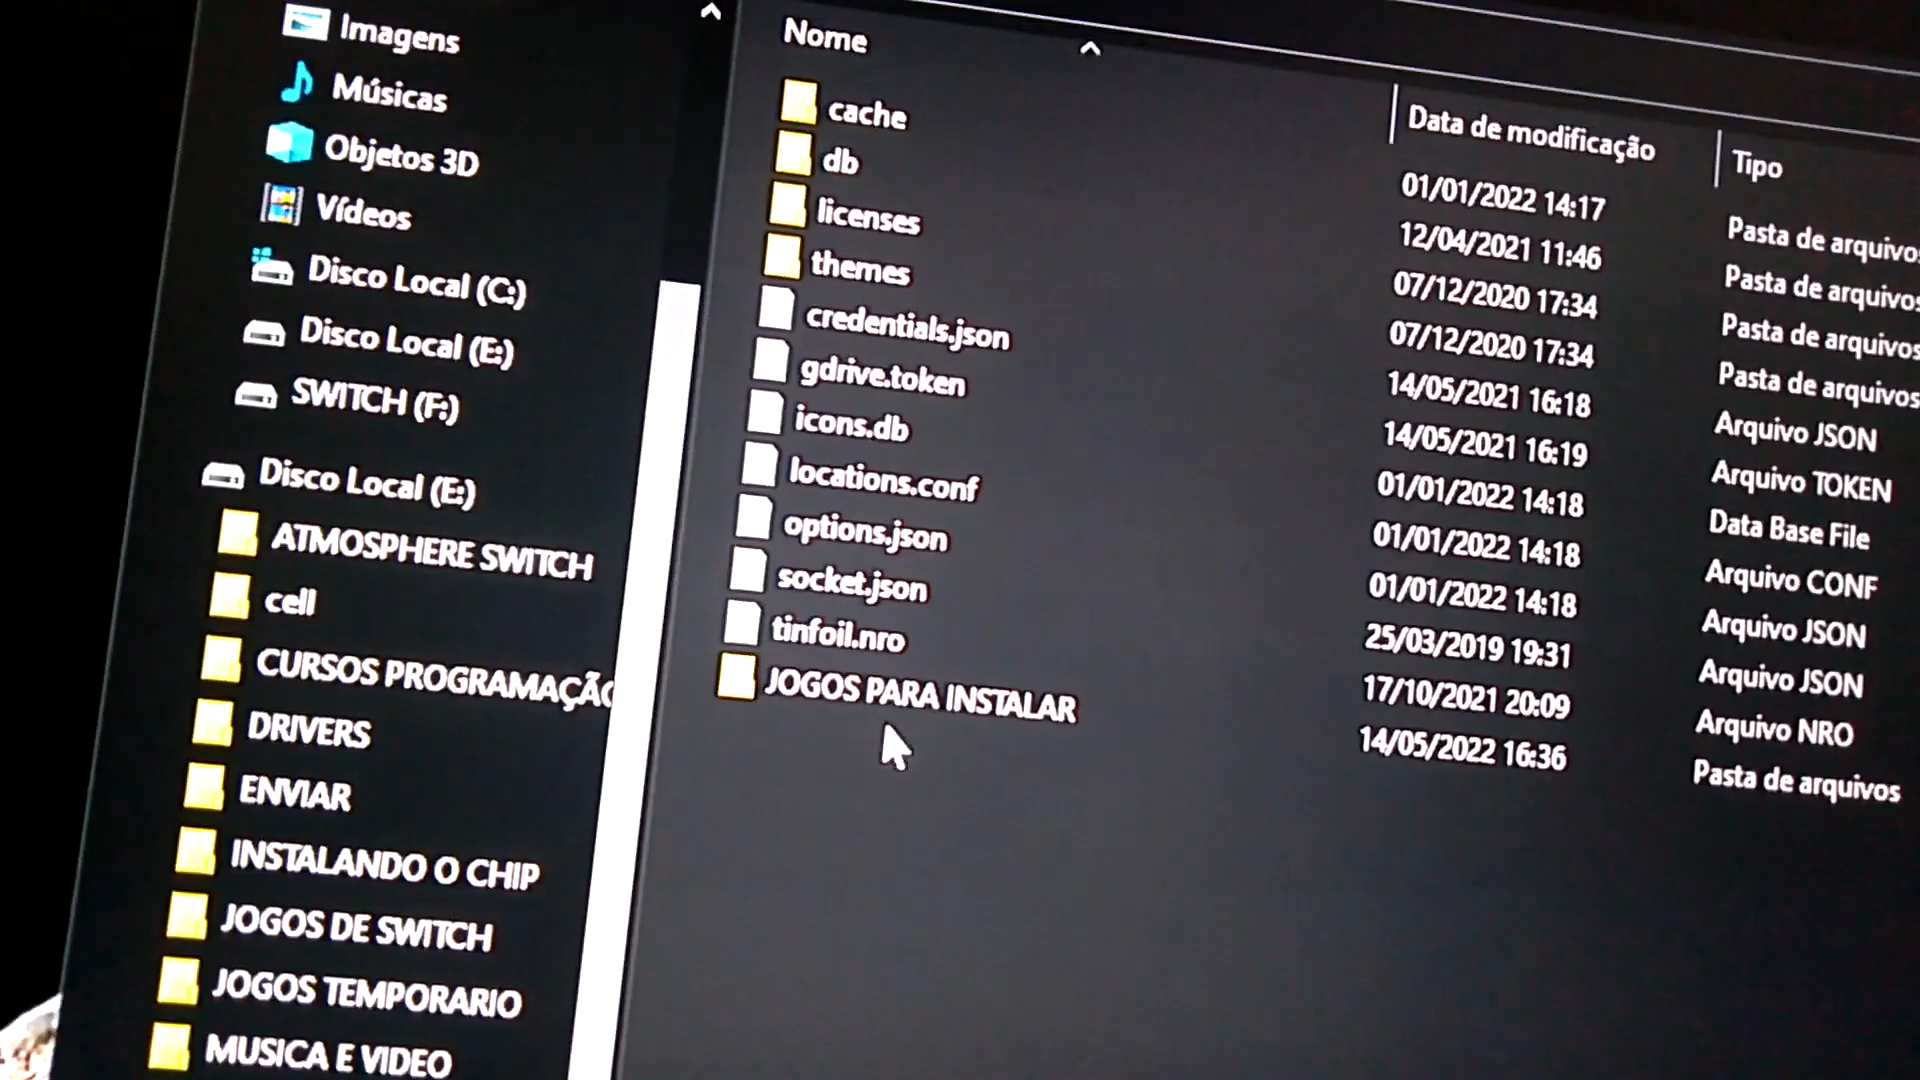 Imagens
Músicas
Objetos 3D
Vídeos
Disco Local (C:)
Disco Local (E:)
SWITCH (F:)
Disco Local (E:)
ATMOSPHERE SWITCH
cell
CURSOS PROGRAMAÇÃO
DRIVERS
ENVIAR
INSTALANDO O CHIP
JOGOS DE SWITCH
JOGOS TEMPORARIO
MUSICA E VIDEO
Nome Data de modificação Tipo
cache 01/01/2022 14:17 Pasta de arquivos
db 12/04/2021 11:46 Pasta de arquivos
licenses 07/12/2020 17:34 Pasta de arquivos
themes 07/12/2020 17:34 Pasta de arquivos
credentials.json 14/05/2021 16:18 Arquivo JSON
gdrive.token 14/05/2021 16:19 Arquivo TOKEN
icons.db 01/01/2022 14:18 Data Base File
locations.conf 01/01/2022 14:18 Arquivo CONF
options.json 01/01/2022 14:18 Arquivo JSON
socket.json 25/03/2019 19:31 Arquivo JSON
tinfoil.nro 17/10/2021 20:09 Arquivo NRO
JOGOS PARA INSTALAR 14/05/2022 16:36 Pasta de arquivos